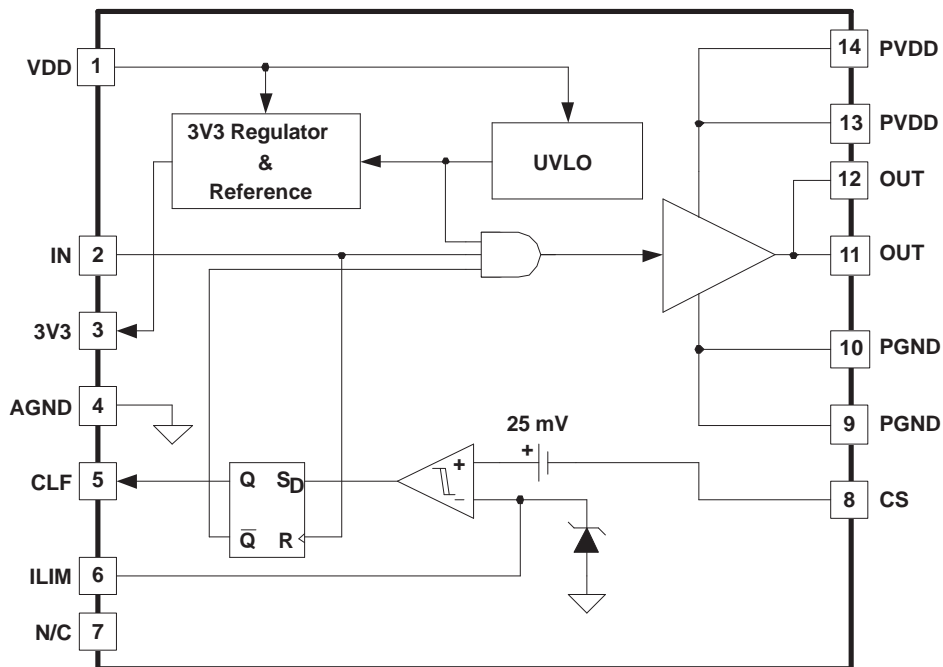 VDD 1
14 PVDD
3V3 Regulator
&
Reference
UVLO
13 PVDD
12 OUT
IN 2
11 OUT
3V3 3
10 PGND
AGND 4
9 PGND
25 mV
+
CLF 5
Q SD
+
–
8 CS
Q̅ R
ILIM 6
N/C 7